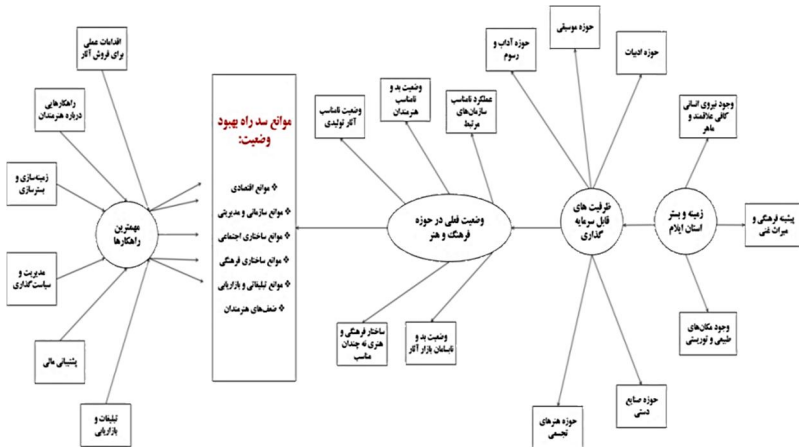 وجود نیروی انسانی
کافی علاقمند و
ماهر
پیشینه فرهنگی و
میراث غنی
وجود مکان‌های
طبیعی و توریستی
زمینه و بستر
استان ایلام
حوزه ادبیات
حوزه موسیقی
حوزه آداب و
رسوم
ظرفیت های
قابل سرمایه
گذاری
حوزه صنایع
دستی
حوزه هنرهای
تجسمی
عملکرد نامناسب
سازمان‌های
مرتبط
وضعیت بد و
نامناسب
هنرمندان
وضعیت نامناسب
آثار تولیدی
وضعیت فعلی در حوزه
فرهنگ و هنر
وضعیت بد و
نابسامان بازار آثار
ساختار فرهنگی و
هنری نه چندان
مناسب
موانع سد راه بهبود
وضعیت:
❖ موانع اقتصادی
❖ موانع سازمانی و مدیریتی
❖ موانع ساختاری اجتماعی
❖ موانع ساختاری فرهنگی
❖ موانع تبلیغاتی و بازاریابی
❖ ضعف‌های هنرمندان
مهمترین
راهکارها
اقدامات عملی
برای فروش آثار
راهکارهایی
درباره هنرمندان
زمینه‌سازی و
بسترسازی
مدیریت و
سیاست‌گذاری
پشتیبانی مالی
تبلیغات و
بازاریابی